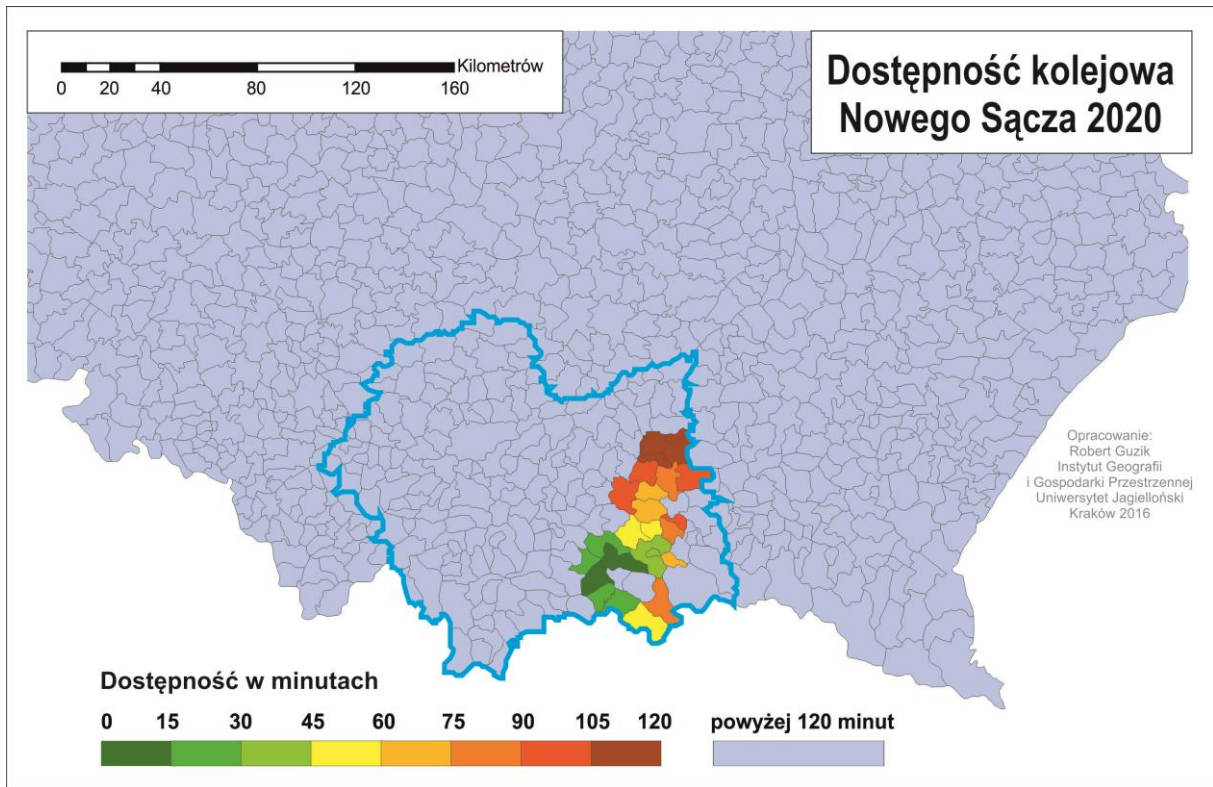 Kilometrów
0 20 40 80 120 160
Dostępność kolejowa
Nowego Sącza 2020
Opracowanie:
Robert Guzik
Instytut Geografii
i Gospodarki Przestrzennej
Uniwersytet Jagielloński
Kraków 2016
Dostępność w minutach
0 15 30 45 60 75 90 105 120 powyżej 120 minut